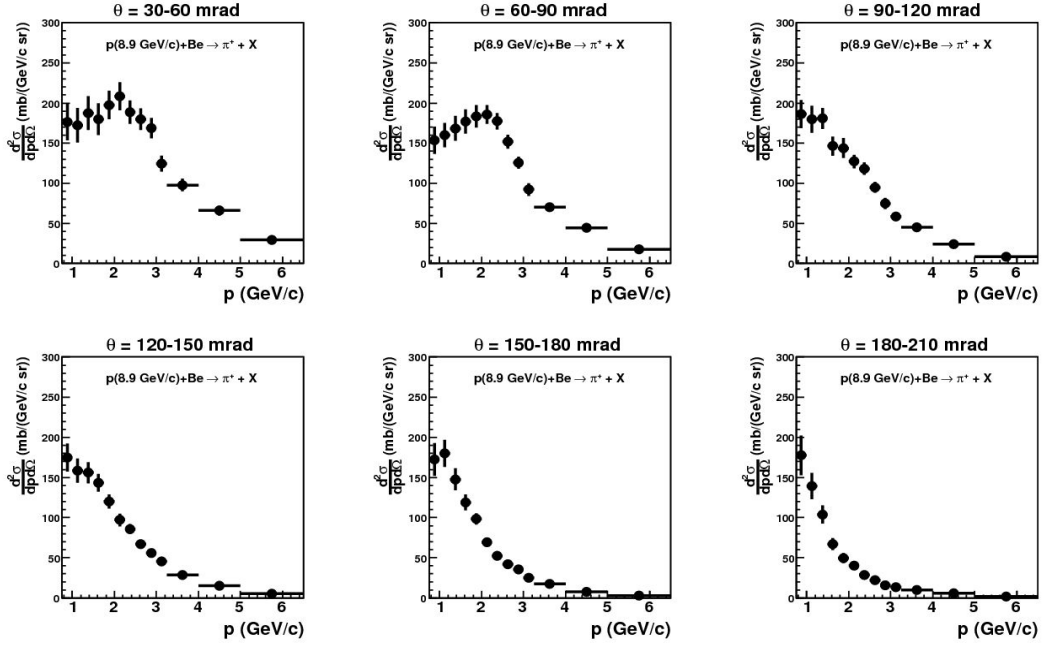 θ = 30-60 mrad
p(8.9 GeV/c)+Be → π⁺ + X
d²σ/dpdΩ (mb/(GeV/c sr))
300
250
200
150
100
50
0
1 2 3 4 5 6
p (GeV/c)
θ = 60-90 mrad
p(8.9 GeV/c)+Be → π⁺ + X
d²σ/dpdΩ (mb/(GeV/c sr))
300
250
200
150
100
50
0
1 2 3 4 5 6
p (GeV/c)
θ = 90-120 mrad
p(8.9 GeV/c)+Be → π⁺ + X
d²σ/dpdΩ (mb/(GeV/c sr))
300
250
200
150
100
50
0
1 2 3 4 5 6
p (GeV/c)
θ = 120-150 mrad
p(8.9 GeV/c)+Be → π⁺ + X
d²σ/dpdΩ (mb/(GeV/c sr))
300
250
200
150
100
50
0
1 2 3 4 5 6
p (GeV/c)
θ = 150-180 mrad
p(8.9 GeV/c)+Be → π⁺ + X
d²σ/dpdΩ (mb/(GeV/c sr))
300
250
200
150
100
50
0
1 2 3 4 5 6
p (GeV/c)
θ = 180-210 mrad
p(8.9 GeV/c)+Be → π⁺ + X
d²σ/dpdΩ (mb/(GeV/c sr))
300
250
200
150
100
50
0
1 2 3 4 5 6
p (GeV/c)